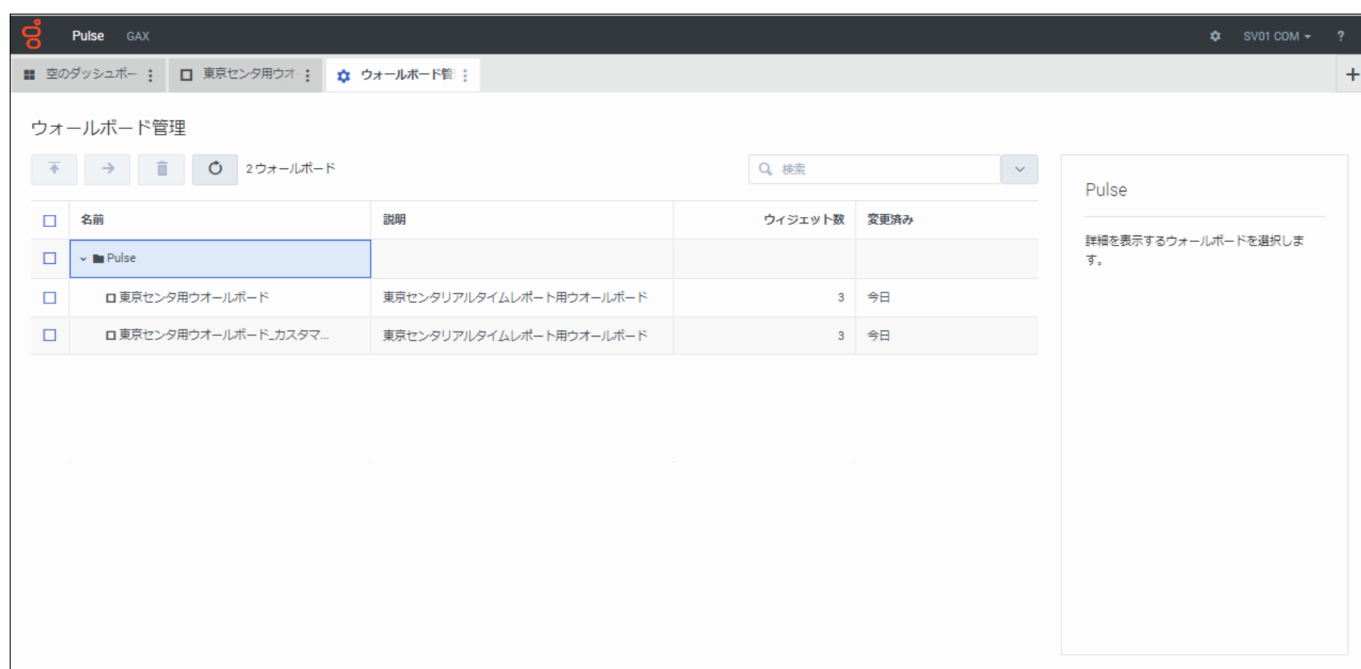 Pulse GAX SV01 COM ?
空のダッシュボー 東京センタ用ウオ ウォールボード管 +
ウォールボード管理
2 ウォールボード 検索
Pulse
名前 説明 ウィジェット数 変更済み
詳細を表示するウォールボードを選択しま
す。
Pulse
東京センタ用ウオールボード 東京センタリアルタイムレポート用ウオールボード 3 今日
東京センタ用ウオールボード_カスタマ... 東京センタリアルタイムレポート用ウオールボード 3 今日